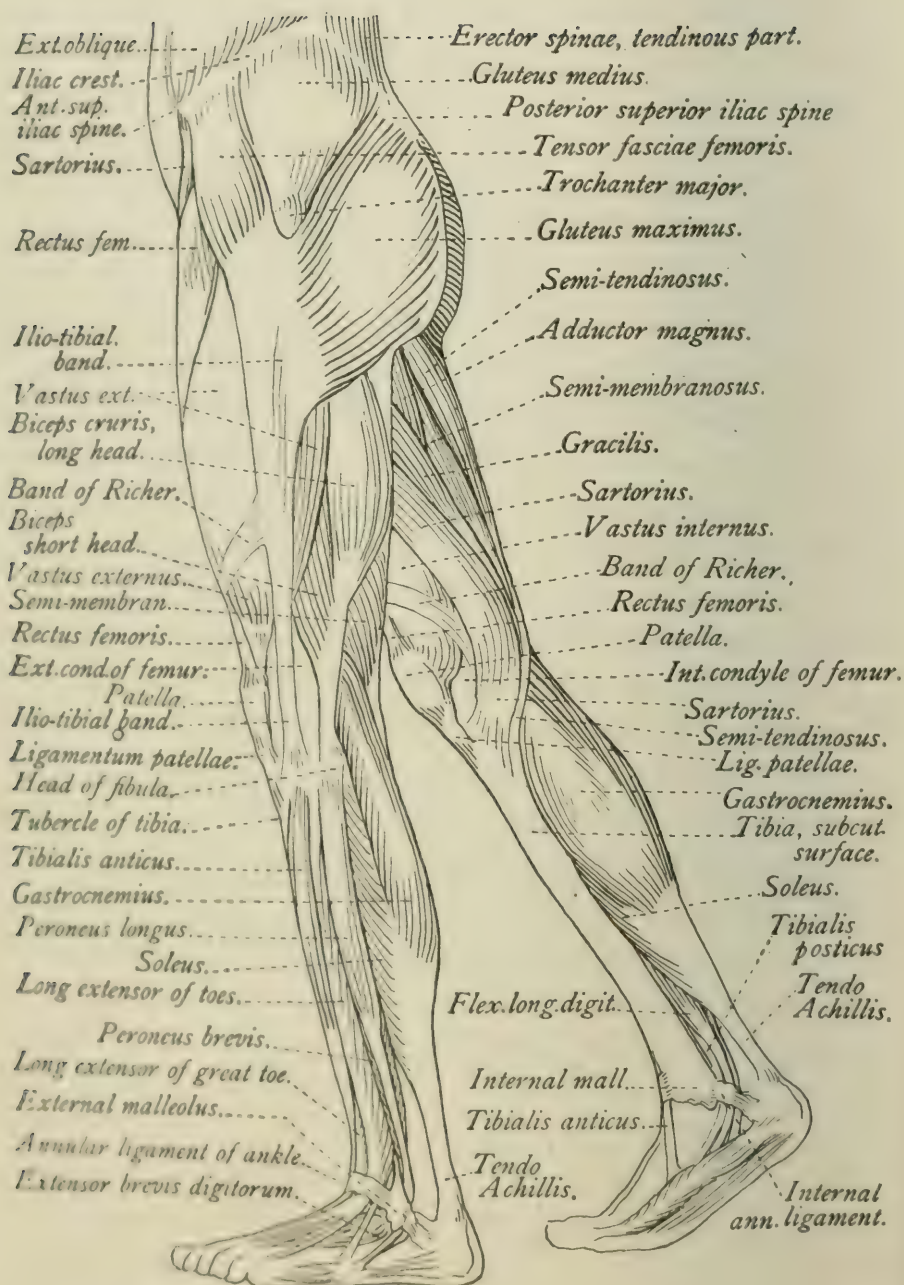 Ext.oblique.
Iliac crest.
Ant.sup.
iliac spine.
Sartorius.
Rectus fem.
Ilio-tibial.
band.
Vastus ext.
Biceps cruris,
long head.
Band of Richer.
Biceps
short head.
Vastus externus.
Semi-membran.
Rectus femoris.
Ext.cond.of femur.
Patella.
Ilio-tibial band.
Ligamentum patellae.
Head of fibula.
Tubercle of tibia.
Tibialis anticus.
Gastrocnemius.
Peroneus longus.
Soleus.
Long extensor of toes.
Peroneus brevis.
Long extensor of great toe.
External malleolus.
Annular ligament of ankle.
Extensor brevis digitorum.
Erector spinae, tendinous part.
Gluteus medius.
Posterior superior iliac spine
Tensor fasciae femoris.
Trochanter major.
Gluteus maximus.
Semi-tendinosus.
Adductor magnus.
Semi-membranosus.
Gracilis.
Sartorius.
Vastus internus.
Band of Richer.
Rectus femoris.
Patella.
Int.condyle of femur.
Sartorius.
Semi-tendinosus.
Lig.patellae.
Gastrocnemius.
Tibia, subcut.
surface.
Soleus.
Tibialis
posticus
Tendo
Achillis.
Flex.long.digit.
Internal mall.
Tibialis anticus.
Tendo
Achillis.
Internal
ann.ligament.